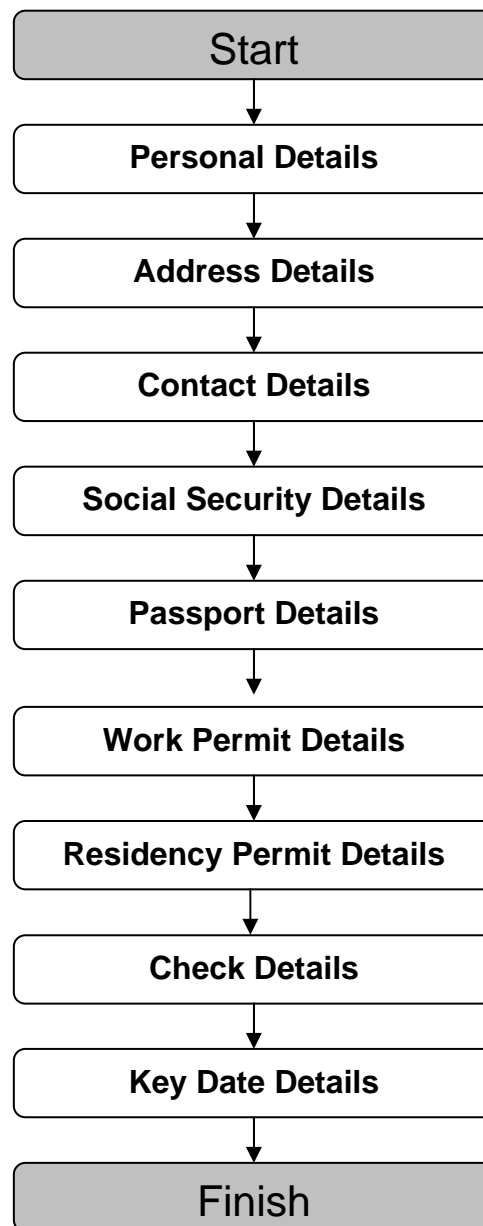 Start
Personal Details
Address Details
Contact Details
Social Security Details
Passport Details
Work Permit Details
Residency Permit Details
Check Details
Key Date Details
Finish